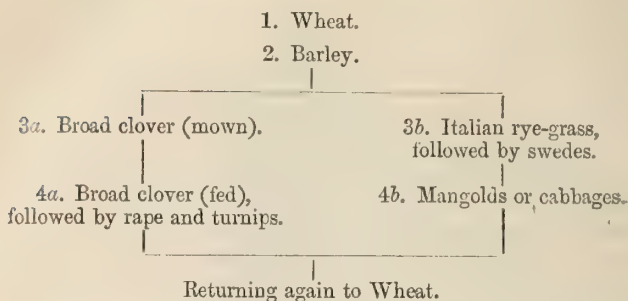 1. Wheat.
2. Barley.
3a. Broad clover (mown).
4a. Broad clover (fed),
followed by rape and turnips.
3b. Italian rye-grass,
followed by swedes.
4b. Mangolds or cabbages.
Returning again to Wheat.